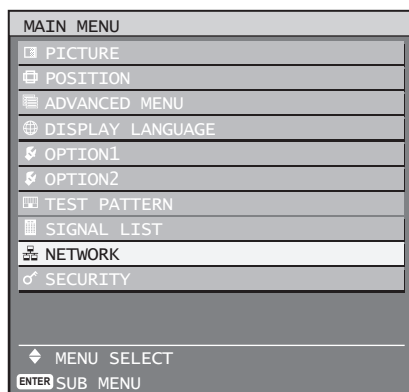 MAIN MENU
PICTURE
POSITION
ADVANCED MENU
DISPLAY LANGUAGE
OPTION1
OPTION2
TEST PATTERN
SIGNAL LIST
NETWORK
SECURITY
MENU SELECT
ENTER SUB MENU